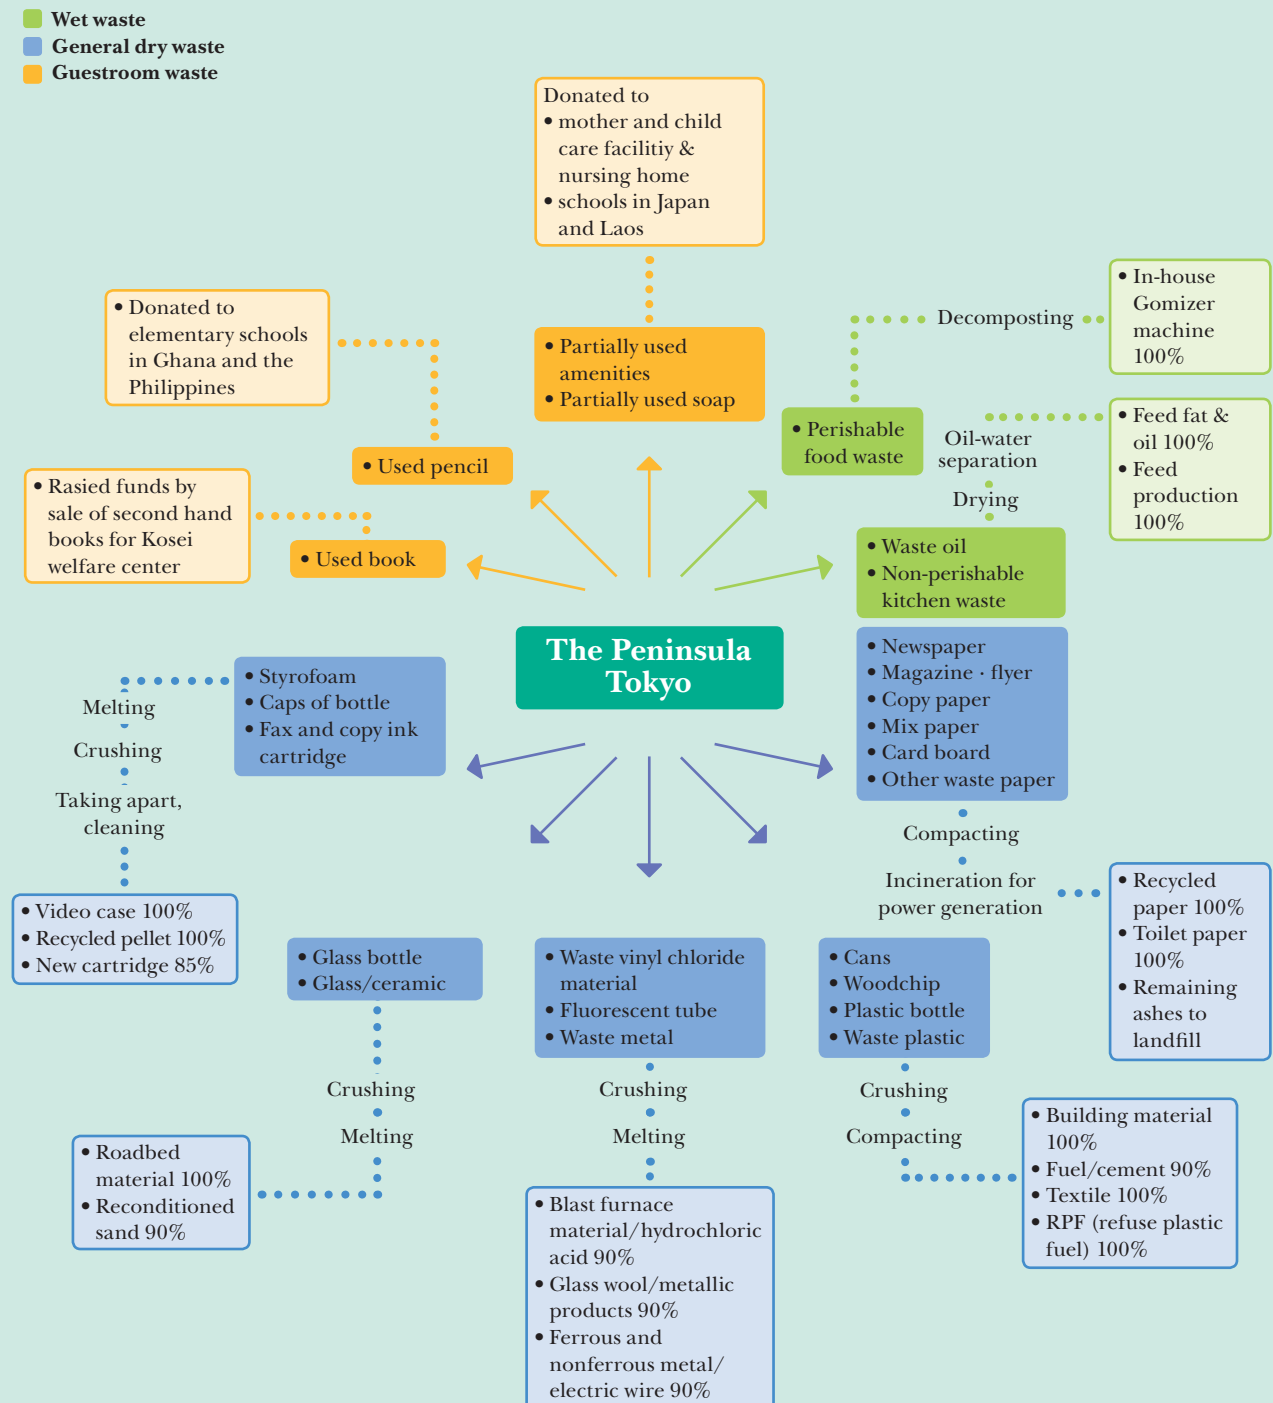 Wet waste
General dry waste
Guestroom waste
Donated to
• mother and child
care facilitiy &
nursing home
• schools in Japan
and Laos
• Donated to
elementary schools
in Ghana and the
Philippines
• Partially used
amenities
• Partially used soap
Decomposting
• In-house
Gomizer
machine
100%
• Used pencil
• Perishable
food waste
Oil-water
separation
Drying
• Feed fat &
oil 100%
• Feed
production
100%
• Rasied funds by
sale of second hand
books for Kosei
welfare center
• Used book
• Waste oil
• Non-perishable
kitchen waste
The Peninsula
Tokyo
• Styrofoam
• Caps of bottle
• Fax and copy ink
cartridge
Melting
Crushing
Taking apart,
cleaning
• Video case 100%
• Recycled pellet 100%
• New cartridge 85%
• Newspaper
• Magazine · flyer
• Copy paper
• Mix paper
• Card board
• Other waste paper
Compacting
Incineration for
power generation
• Recycled
paper 100%
• Toilet paper
100%
• Remaining
ashes to
landfill
• Glass bottle
• Glass/ceramic
Crushing
Melting
• Roadbed
material 100%
• Reconditioned
sand 90%
• Waste vinyl chloride
material
• Fluorescent tube
• Waste metal
Crushing
Melting
• Blast furnace
material/hydrochloric
acid 90%
• Glass wool/metallic
products 90%
• Ferrous and
nonferrous metal/
electric wire 90%
• Cans
• Woodchip
• Plastic bottle
• Waste plastic
Crushing
Compacting
• Building material
100%
• Fuel/cement 90%
• Textile 100%
• RPF (refuse plastic
fuel) 100%